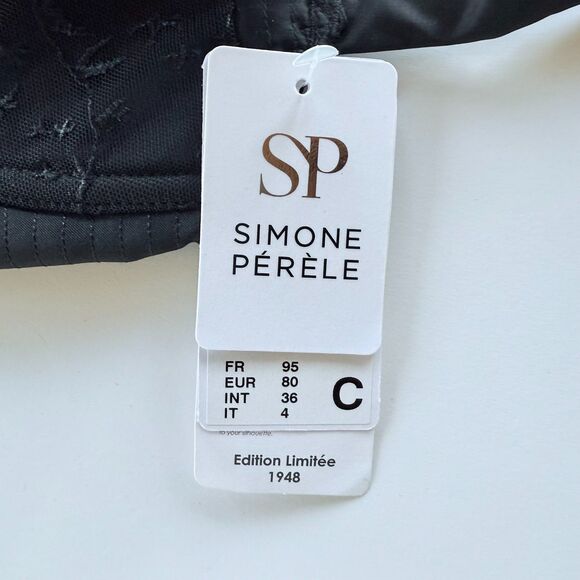 SP
SIMONE
PÉRÈLE
FR 95
EUR 80
INT 36
IT 4
C
to your silhouette.
Edition Limitée
1948